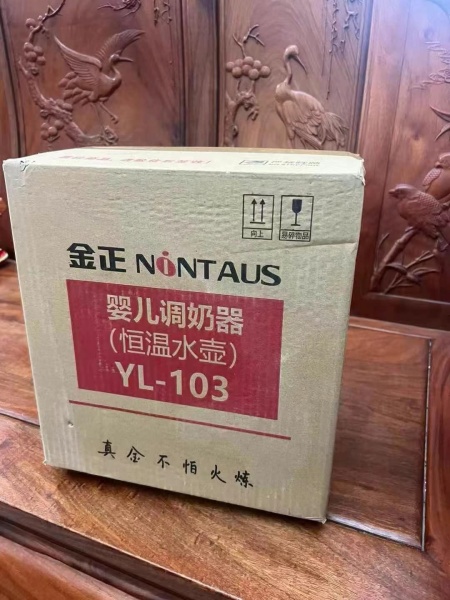 向上
易碎物品
金正 NiNTAUS
婴儿调奶器
(恒温水壶)
YL-103
真金不怕火炼